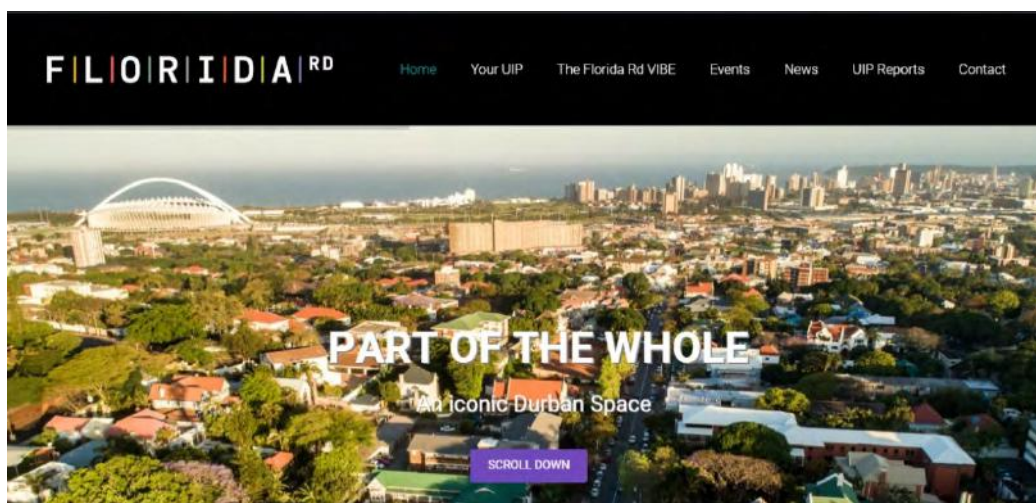 F|L|O|R|I|D|A|RD
Home Your UIP The Florida Rd VIBE Events News UIP Reports Contact
PART OF THE WHOLE
An iconic Durban Space
SCROLL DOWN